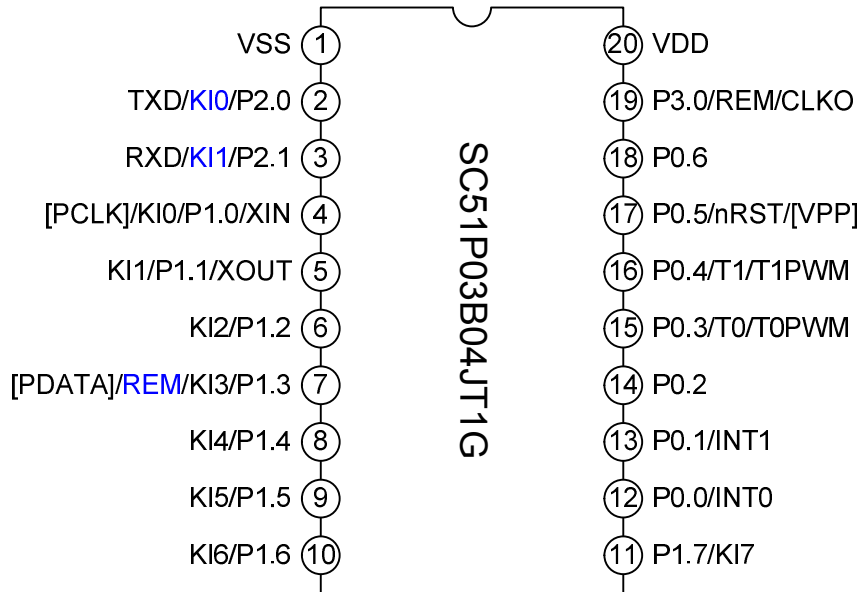 VSS 1 20 VDD
TXD/KI0/P2.0 2 19 P3.0/REM/CLKO
RXD/KI1/P2.1 3 18 P0.6
[PCLK]/KI0/P1.0/XIN 4 17 P0.5/nRST/[VPP]
KI1/P1.1/XOUT 5 16 P0.4/T1/T1PWM
KI2/P1.2 6 15 P0.3/T0/T0PWM
[PDATA]/REM/KI3/P1.3 7 14 P0.2
KI4/P1.4 8 13 P0.1/INT1
KI5/P1.5 9 12 P0.0/INT0
KI6/P1.6 10 11 P1.7/KI7
SC51P03B04JT1G